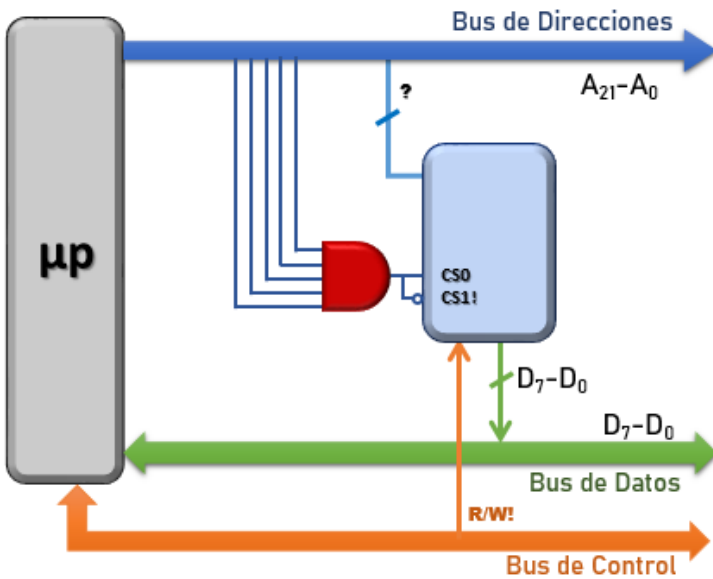 Bus de Direcciones
A₂₁-A₀
?
µp
CS0
CS1!
D₇-D₀
D₇-D₀
Bus de Datos
R/W!
Bus de Control